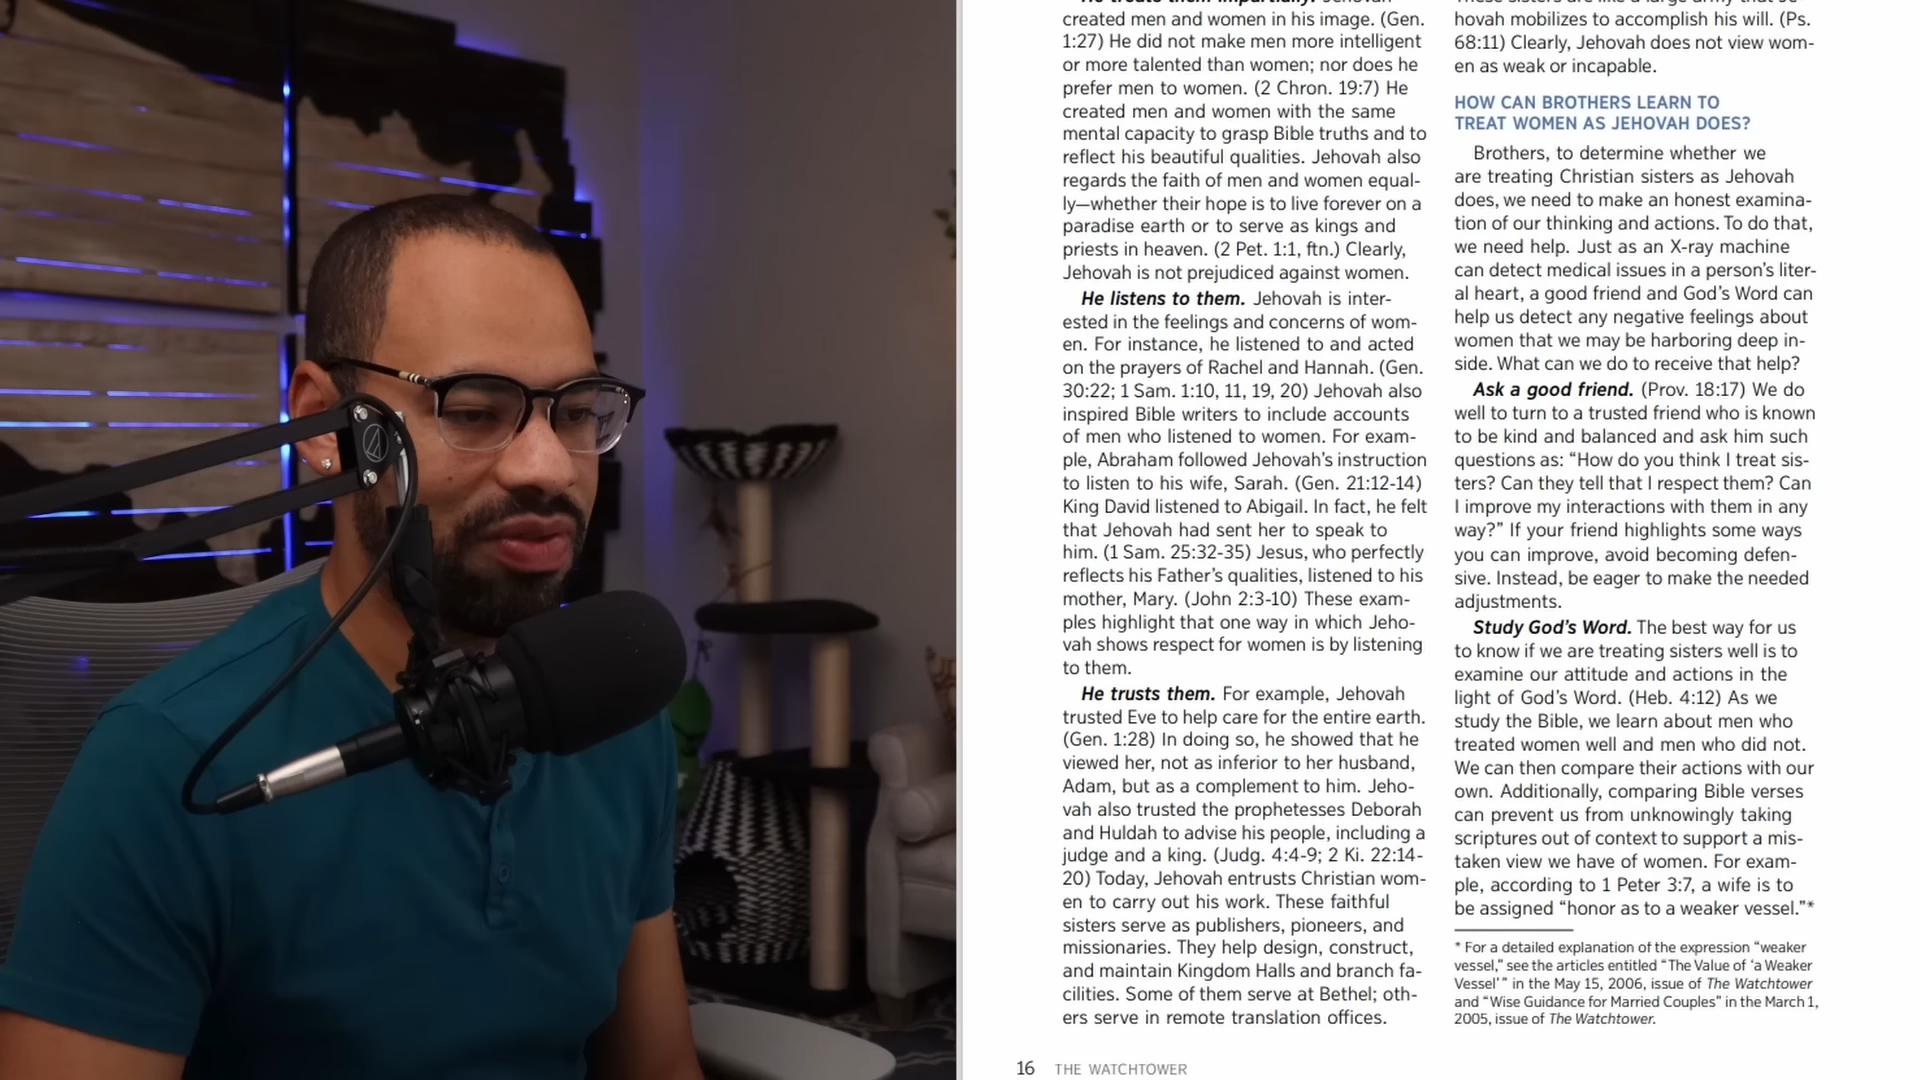 He treats them impartially. Jehovah
created men and women in his image. (Gen.
1:27) He did not make men more intelligent
or more talented than women; nor does he
prefer men to women. (2 Chron. 19:7) He
created men and women with the same
mental capacity to grasp Bible truths and to
reflect his beautiful qualities. Jehovah also
regards the faith of men and women equal-
ly—whether their hope is to live forever on a
paradise earth or to serve as kings and
priests in heaven. (2 Pet. 1:1, ftn.) Clearly,
Jehovah is not prejudiced against women.
He listens to them. Jehovah is inter-
ested in the feelings and concerns of wom-
en. For instance, he listened to and acted
on the prayers of Rachel and Hannah. (Gen.
30:22; 1 Sam. 1:10, 11, 19, 20) Jehovah also
inspired Bible writers to include accounts
of men who listened to women. For exam-
ple, Abraham followed Jehovah's instruction
to listen to his wife, Sarah. (Gen. 21:12-14)
King David listened to Abigail. In fact, he felt
that Jehovah had sent her to speak to
him. (1 Sam. 25:32-35) Jesus, who perfectly
reflects his Father's qualities, listened to his
mother, Mary. (John 2:3-10) These exam-
ples highlight that one way in which Jeho-
vah shows respect for women is by listening
to them.
He trusts them. For example, Jehovah
trusted Eve to help care for the entire earth.
(Gen. 1:28) In doing so, he showed that he
viewed her, not as inferior to her husband,
Adam, but as a complement to him. Jeho-
vah also trusted the prophetesses Deborah
and Huldah to advise his people, including a
judge and a king. (Judg. 4:4-9; 2 Ki. 22:14-
20) Today, Jehovah entrusts Christian wom-
en to carry out his work. These faithful
sisters serve as publishers, pioneers, and
missionaries. They help design, construct,
and maintain Kingdom Halls and branch fa-
cilities. Some of them serve at Bethel; oth-
ers serve in remote translation offices.
These sisters are like a large army that Je-
hovah mobilizes to accomplish his will. (Ps.
68:11) Clearly, Jehovah does not view wom-
en as weak or incapable.
HOW CAN BROTHERS LEARN TO
TREAT WOMEN AS JEHOVAH DOES?
Brothers, to determine whether we
are treating Christian sisters as Jehovah
does, we need to make an honest examina-
tion of our thinking and actions. To do that,
we need help. Just as an X-ray machine
can detect medical issues in a person's liter-
al heart, a good friend and God's Word can
help us detect any negative feelings about
women that we may be harboring deep in-
side. What can we do to receive that help?
Ask a good friend. (Prov. 18:17) We do
well to turn to a trusted friend who is known
to be kind and balanced and ask him such
questions as: “How do you think I treat sis-
ters? Can they tell that I respect them? Can
I improve my interactions with them in any
way?” If your friend highlights some ways
you can improve, avoid becoming defen-
sive. Instead, be eager to make the needed
adjustments.
Study God's Word. The best way for us
to know if we are treating sisters well is to
examine our attitude and actions in the
light of God's Word. (Heb. 4:12) As we
study the Bible, we learn about men who
treated women well and men who did not.
We can then compare their actions with our
own. Additionally, comparing Bible verses
can prevent us from unknowingly taking
scriptures out of context to support a mis-
taken view we have of women. For exam-
ple, according to 1 Peter 3:7, a wife is to
be assigned “honor as to a weaker vessel.”*
* For a detailed explanation of the expression “weaker
vessel,” see the articles entitled “The Value of ‘a Weaker
Vessel’” in the May 15, 2006, issue of The Watchtower
and “Wise Guidance for Married Couples” in the March 1,
2005, issue of The Watchtower.
16 THE WATCHTOWER